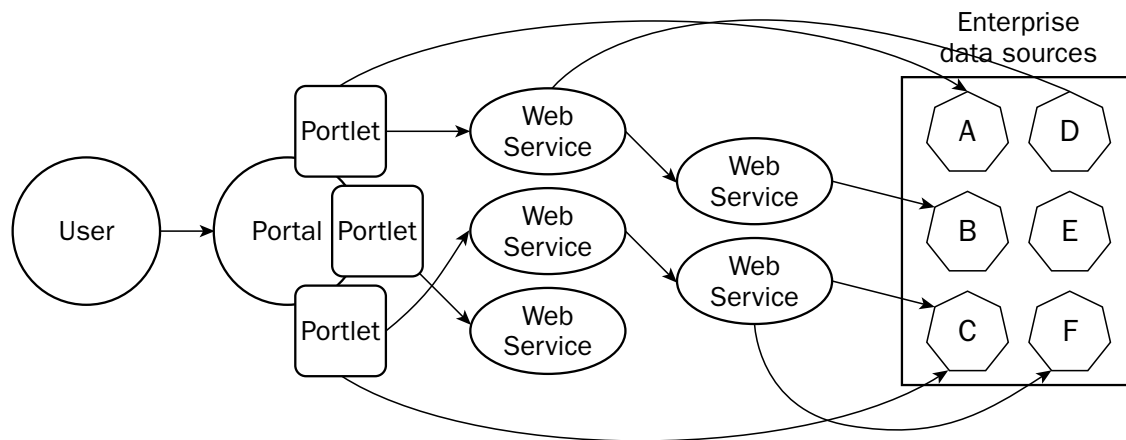 Enterprise
data sources
Portlet
Web
Service
A
D
Web
Service
User
Portal
Portlet
Web
Service
B
E
Web
Service
Portlet
Web
Service
C
F